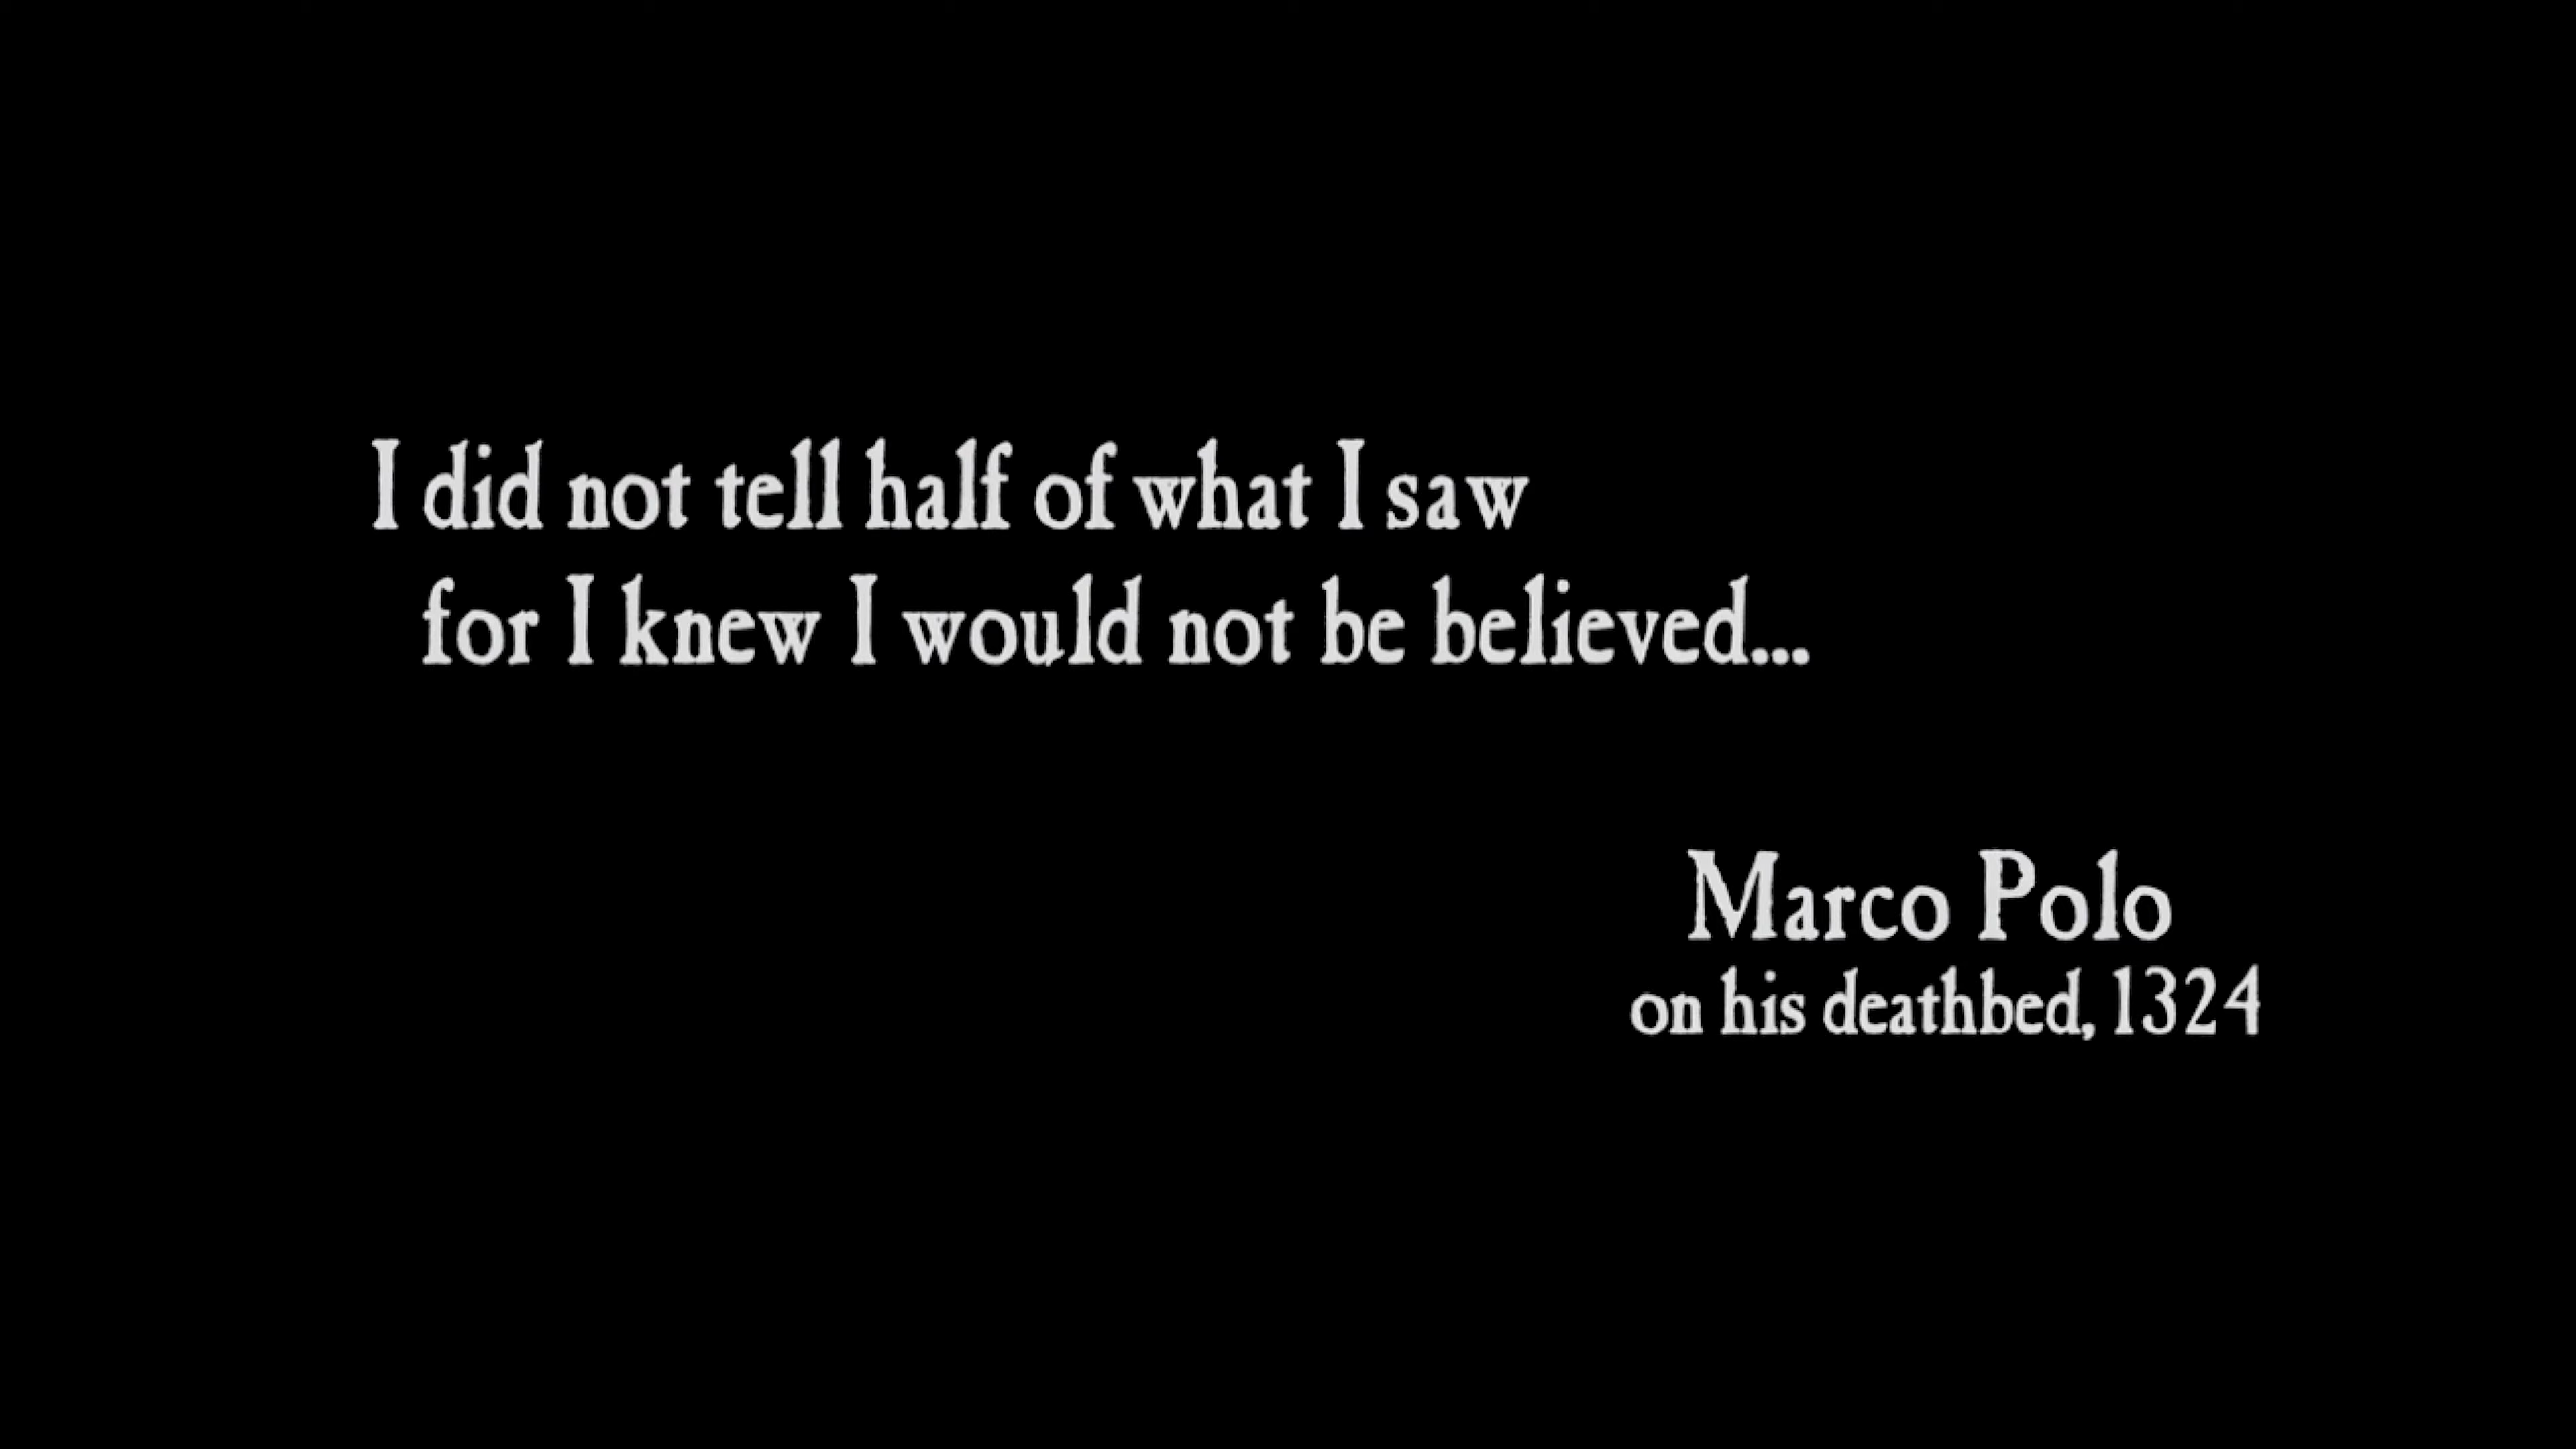 I did not tell half of what I saw
for I knew I would not be believed...
Marco Polo
on his deathbed, 1324